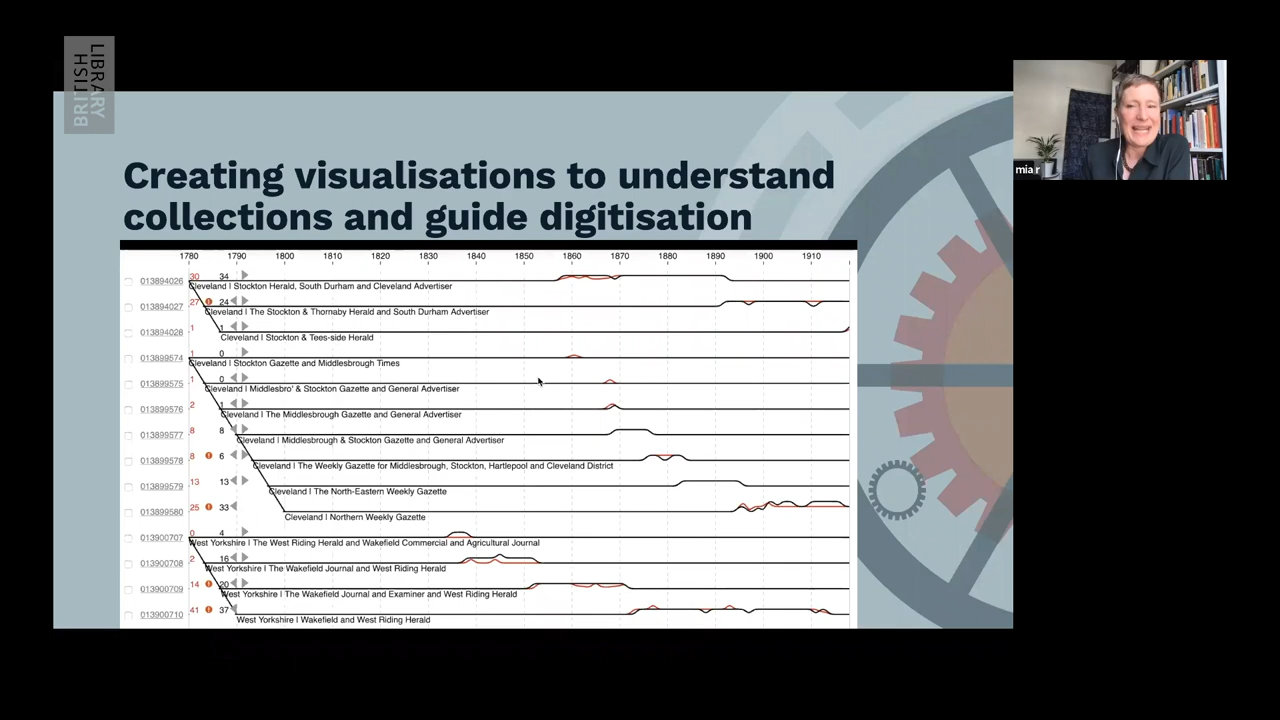 BRITISH
LIBRARY
mia r
Creating visualisations to understand
collections and guide digitisation
1780 1790 1800 1810 1820 1830 1840 1850 1860 1870 1880 1890 1900 1910
013894026 30 34
Cleveland | Stockton Herald, South Durham and Cleveland Advertiser
013894027 27 24
Cleveland | The Stockton & Thornaby Herald and South Durham Advertiser
013894028 1 1
Cleveland | Stockton & Tees-side Herald
013899574 1 0
Cleveland | Stockton Gazette and Middlesbrough Times
013899575 1 0
Cleveland | Middlesbro' & Stockton Gazette and General Advertiser
013899576 2 1
Cleveland | The Middlesbrough Gazette and General Advertiser
013899577 8 8
Cleveland | Middlesbrough & Stockton Gazette and General Advertiser
013899578 8 6
Cleveland | The Weekly Gazette for Middlesbrough, Stockton, Hartlepool and Cleveland District
013899579 13 13
Cleveland | The North-Eastern Weekly Gazette
013899580 25 33
Cleveland | Northern Weekly Gazette
013900707 0 4
West Yorkshire | The West Riding Herald and Wakefield Commercial and Agricultural Journal
013900708 2 16
West Yorkshire | The Wakefield Journal and West Riding Herald
013900709 14 20
West Yorkshire | The Wakefield Journal and Examiner and West Riding Herald
013900710 41 37
West Yorkshire | Wakefield and West Riding Herald